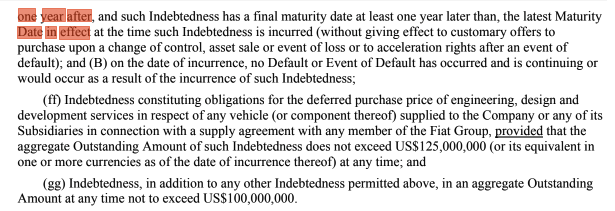 one year after, and such Indebtedness has a final maturity date at least one year later than, the latest Maturity
Date in effect at the time such Indebtedness is incurred (without giving effect to customary offers to
purchase upon a change of control, asset sale or event of loss or to acceleration rights after an event of
default); and (B) on the date of incurrence, no Default or Event of Default has occurred and is continuing or
would occur as a result of the incurrence of such Indebtedness;
(ff) Indebtedness constituting obligations for the deferred purchase price of engineering, design and
development services in respect of any vehicle (or component thereof) supplied to the Company or any of its
Subsidiaries in connection with a supply agreement with any member of the Fiat Group, provided that the
aggregate Outstanding Amount of such Indebtedness does not exceed US$125,000,000 (or its equivalent in
one or more currencies as of the date of incurrence thereof) at any time; and
(gg) Indebtedness, in addition to any other Indebtedness permitted above, in an aggregate Outstanding
Amount at any time not to exceed US$100,000,000.